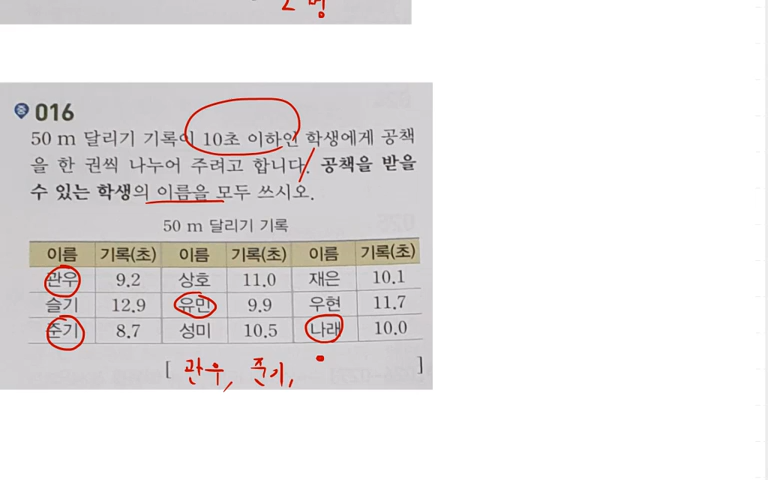 2명
중 016
50 m 달리기 기록이 10초 이하인 학생에게 공책
을 한 권씩 나누어 주려고 합니다. 공책을 받을
수 있는 학생의 이름을 모두 쓰시오.
50 m 달리기 기록
이름 기록(초) 이름 기록(초) 이름 기록(초)
관우 9.2 상호 11.0 재은 10.1
슬기 12.9 유민 9.9 우현 11.7
준기 8.7 성미 10.5 나래 10.0
[ 관우, 준기, ]